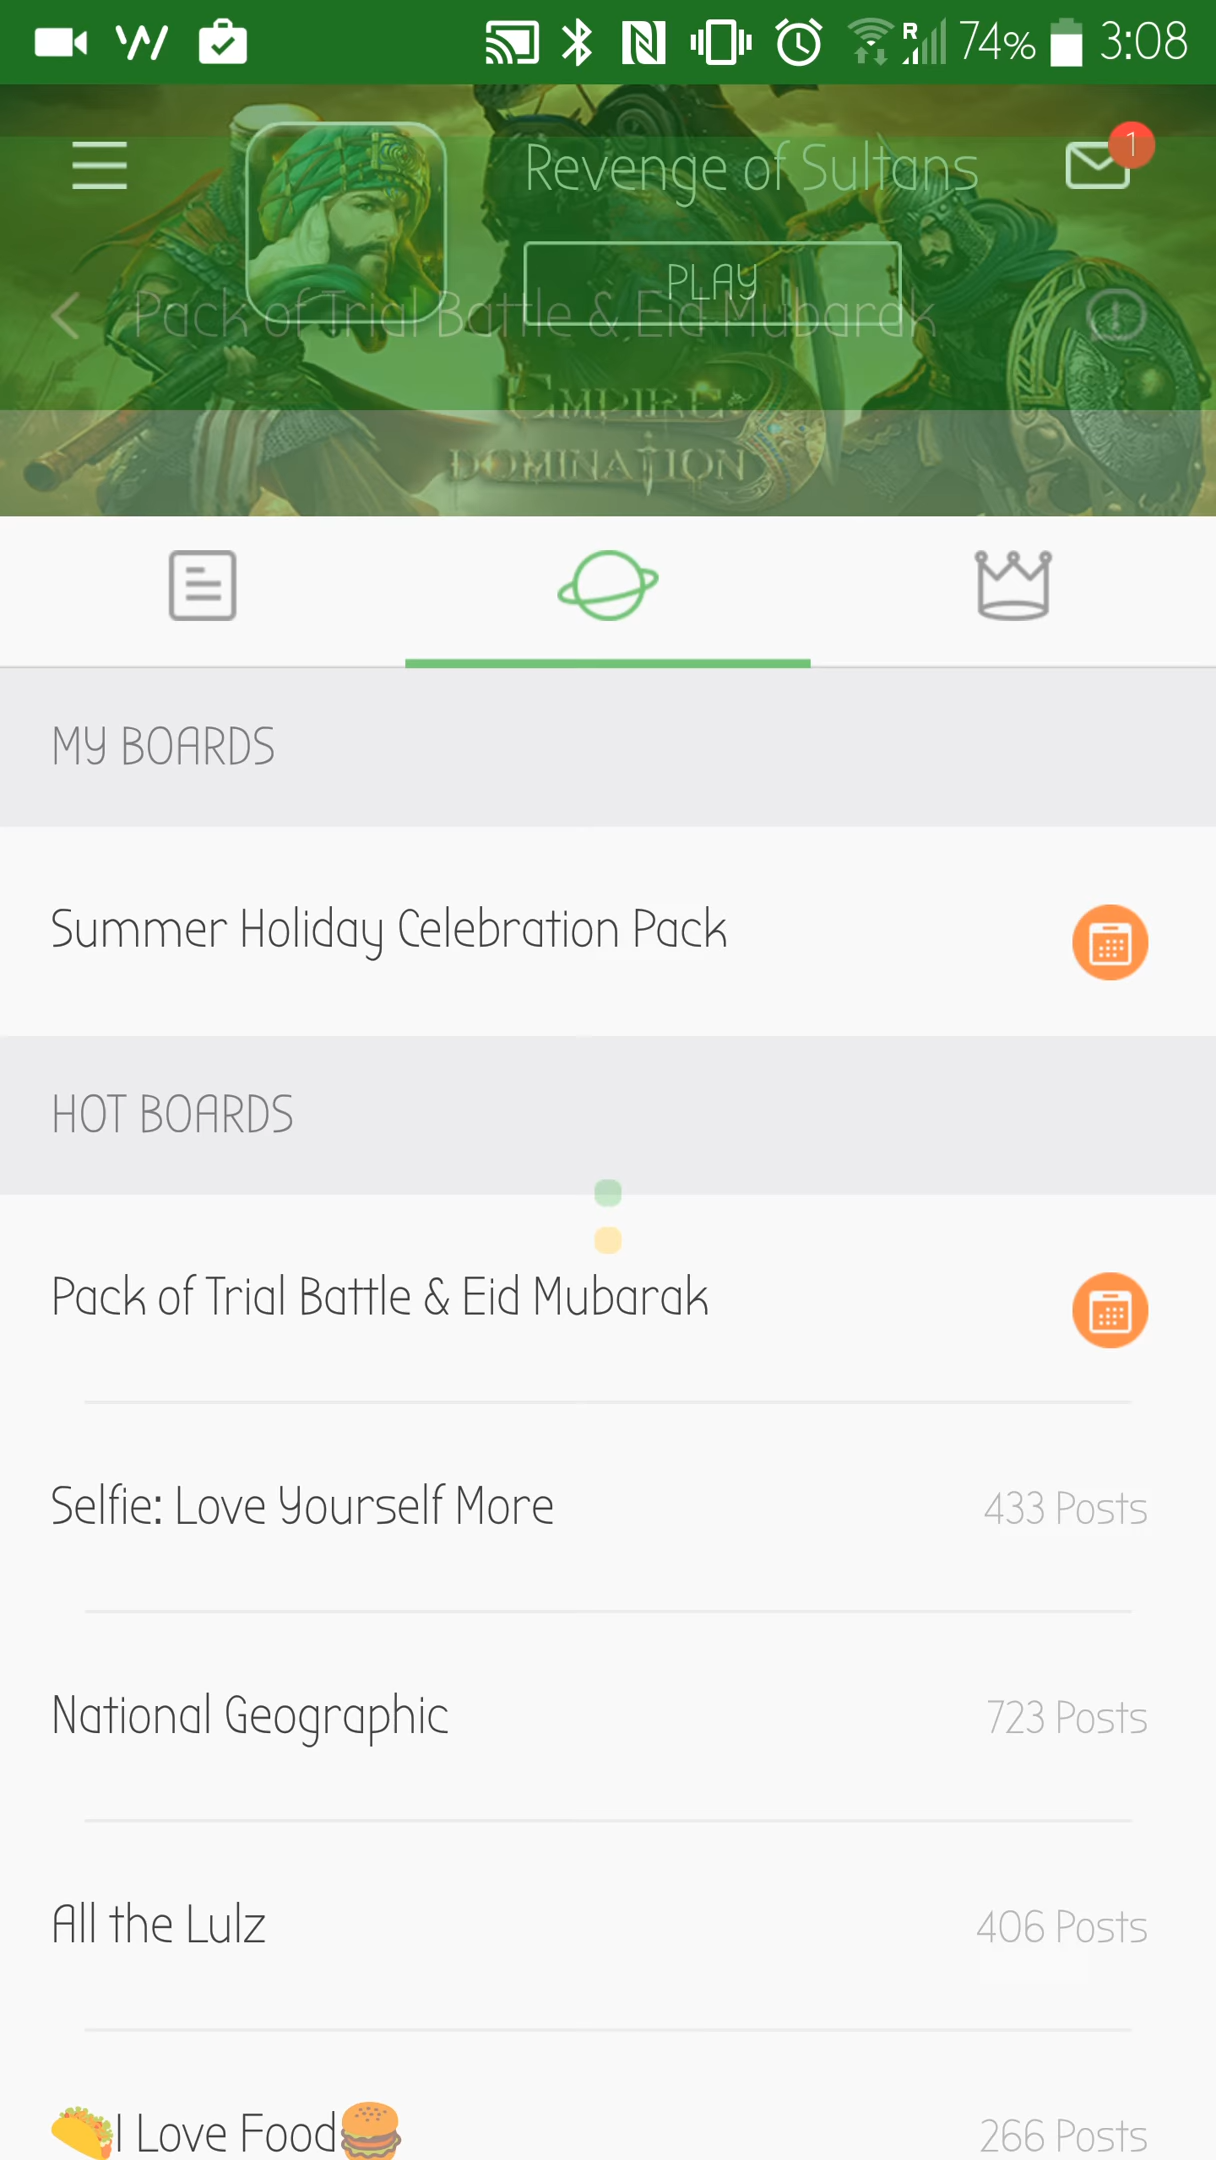 74% 3:08
Revenge of Sultans
1
PLAY
Pack of Trial Battle & Eid Mubarak
EMPIRE
DOMINATION
MY BOARDS
Summer Holiday Celebration Pack
HOT BOARDS
Pack of Trial Battle & Eid Mubarak
Selfie: Love Yourself More 433 Posts
National Geographic 723 Posts
All the Lulz 406 Posts
🌮I Love Food🍔 266 Posts